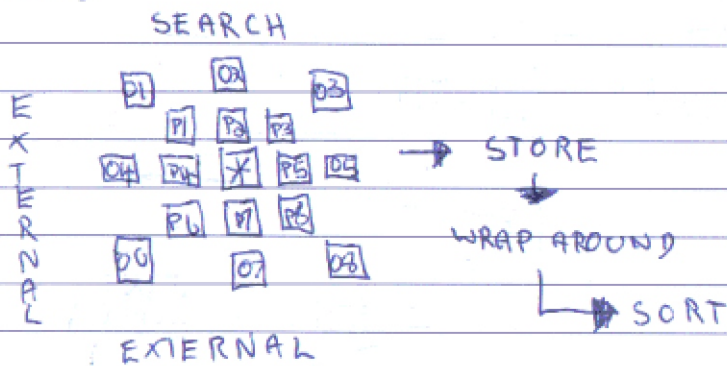 SEARCH
O1 O2 O3
P1 P2 P3
EXTERNAL
O4 P4 * P5 O5
STORE
P6 P7 P8
WRAP AROUND
O6 O7 O8
SORT
EXTERNAL